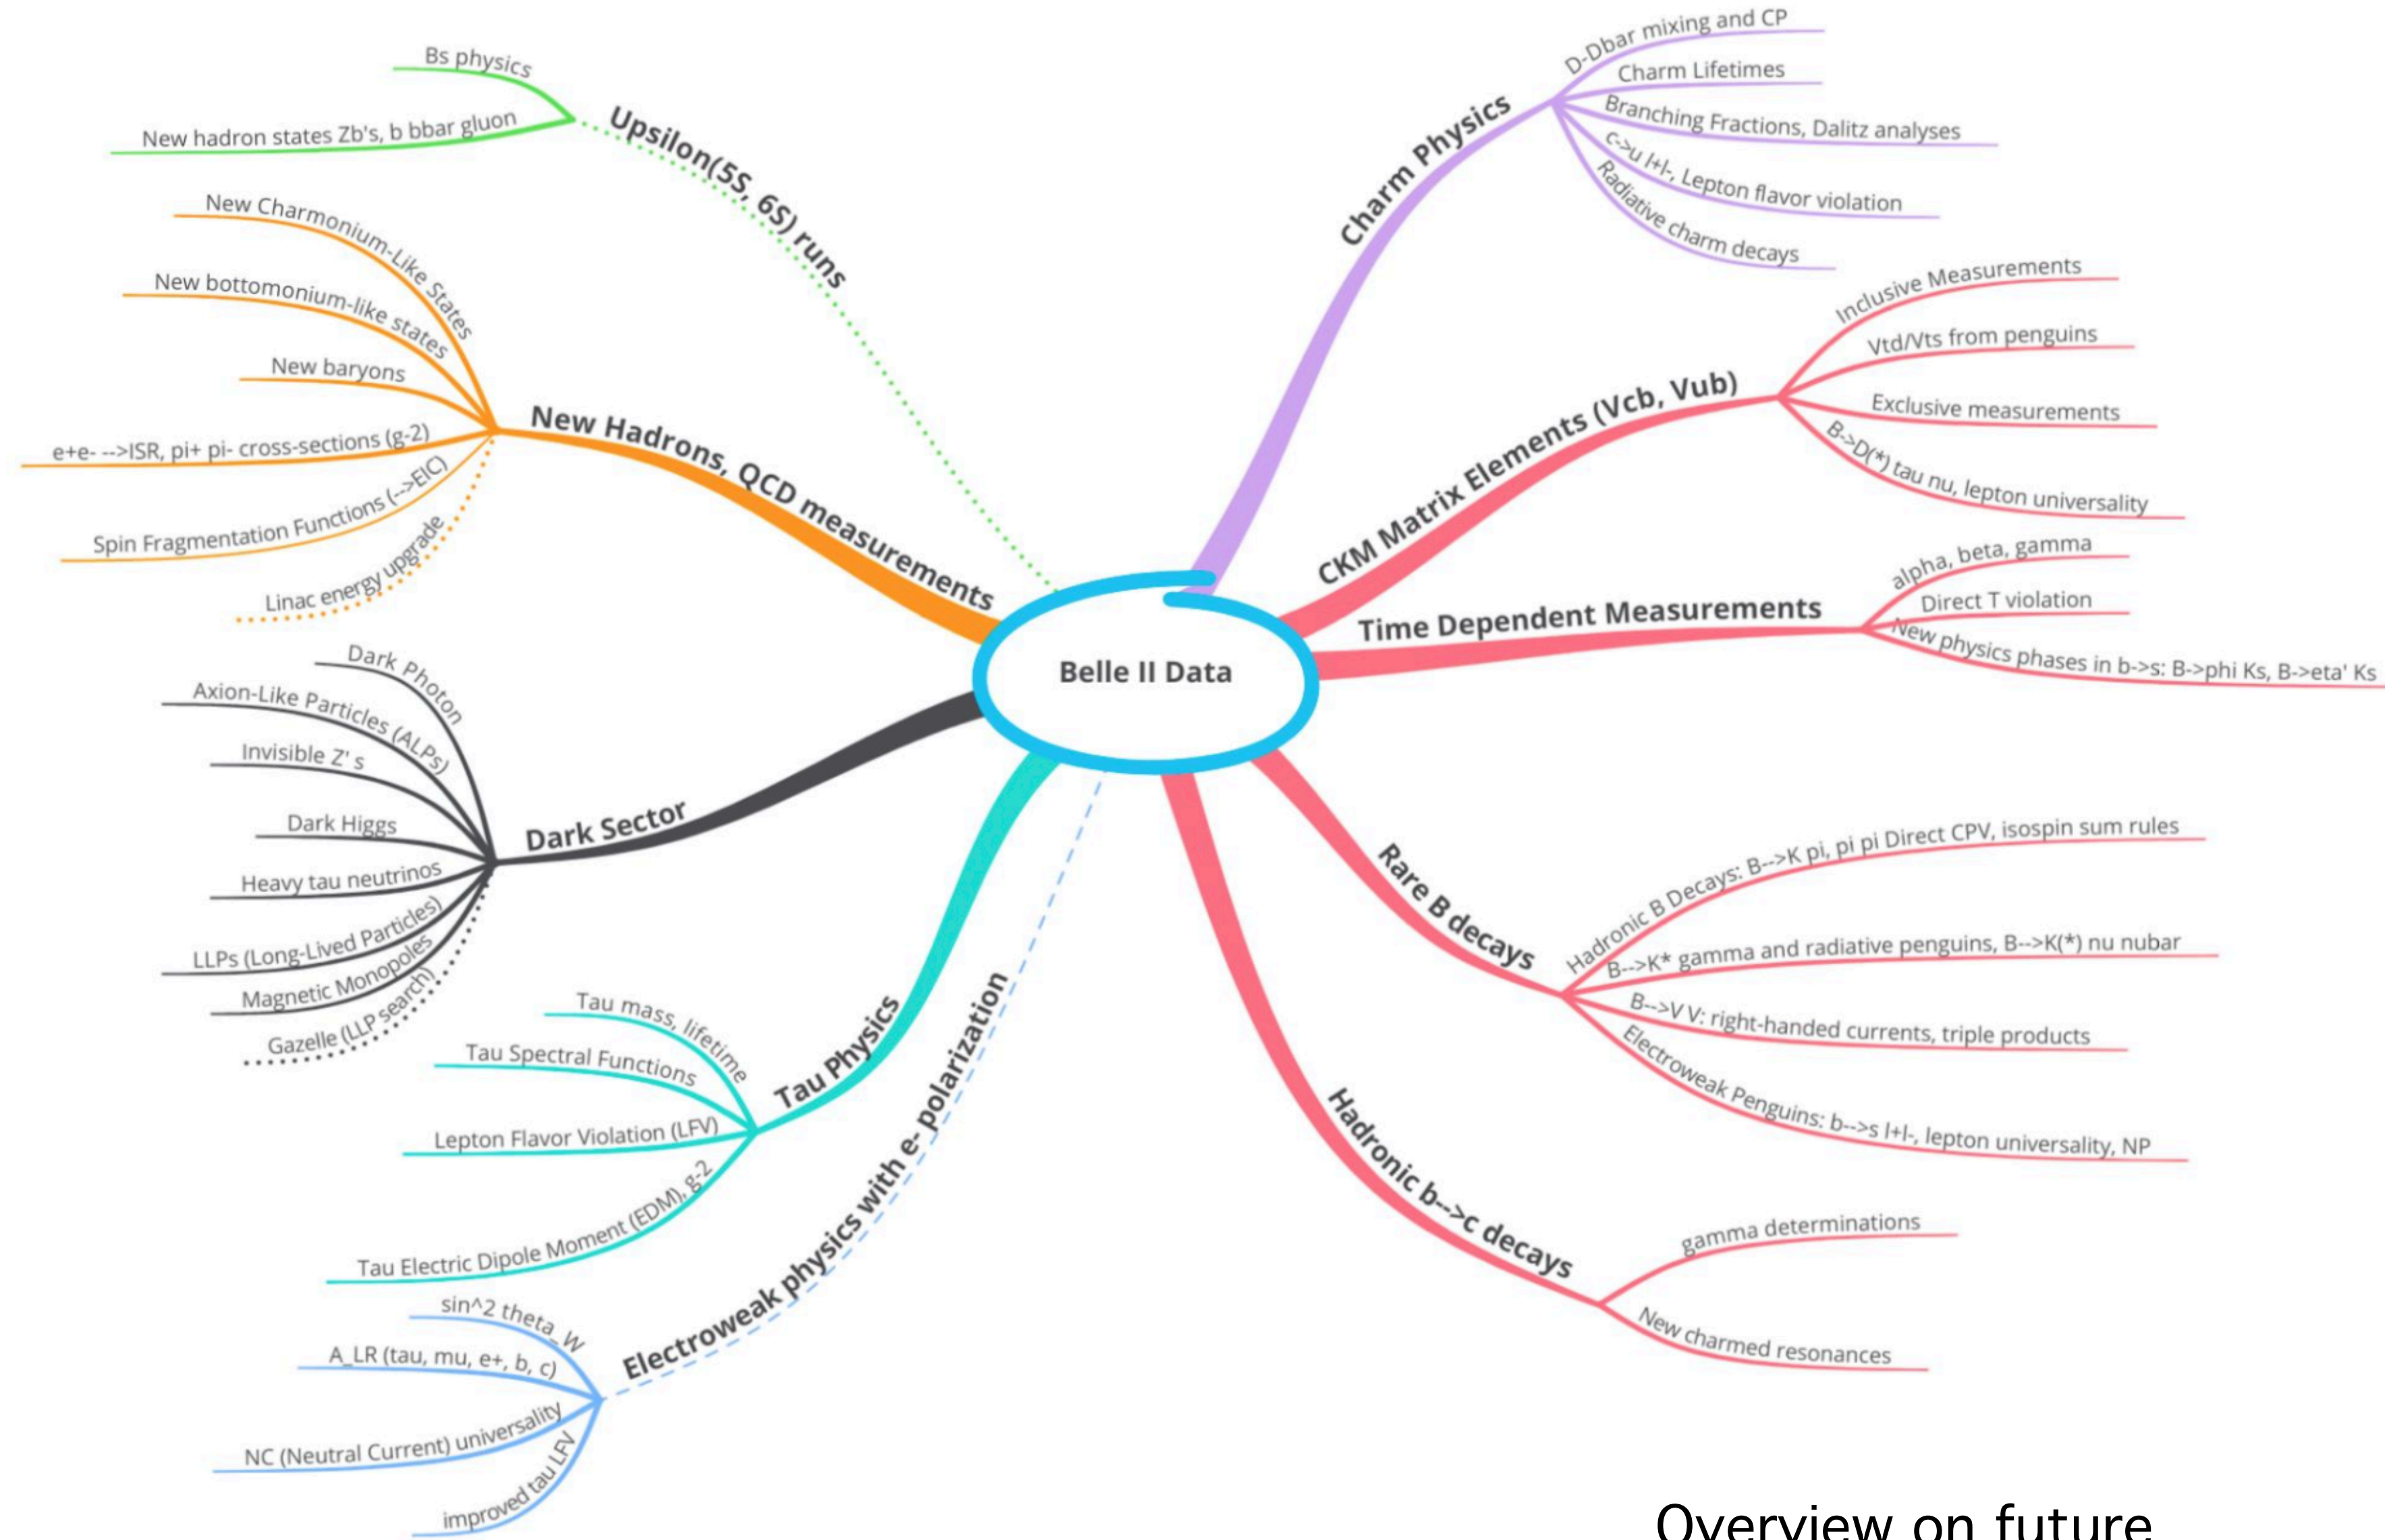 Belle II Data
Upsilon(5S, 6S) runs
Bs physics
New hadron states Zb's, b bbar gluon
New Hadrons, QCD measurements
New Charmonium-Like States
New bottomonium-like states
New baryons
e+e- -->ISR, pi+ pi- cross-sections (g-2)
Spin Fragmentation Functions (-->EIC)
Linac energy upgrade
Dark Sector
Dark Photon
Axion-Like Particles (ALPs)
Invisible Z' s
Dark Higgs
Heavy tau neutrinos
LLPs (Long-Lived Particles)
Magnetic Monopoles
Gazelle (LLP search)
Tau Physics
Tau mass, lifetime
Tau Spectral Functions
Lepton Flavor Violation (LFV)
Tau Electric Dipole Moment (EDM), g-2
Electroweak physics with e- polarization
sin^2 theta_W
A_LR (tau, mu, e+, b, c)
NC (Neutral Current) universality
improved tau LFV
Charm Physics
D-Dbar mixing and CP
Charm Lifetimes
Branching Fractions, Dalitz analyses
c->u l+l-, Lepton flavor violation
Radiative charm decays
CKM Matrix Elements (Vcb, Vub)
Inclusive Measurements
Vtd/Vts from penguins
Exclusive measurements
B->D(*) tau nu, lepton universality
Time Dependent Measurements
alpha, beta, gamma
Direct T violation
New physics phases in b->s: B->phi Ks, B->eta' Ks
Rare B decays
Hadronic B Decays: B-->K pi, pi pi Direct CPV, isospin sum rules
B-->K* gamma and radiative penguins, B-->K(*) nu nubar
B-->V V: right-handed currents, triple products
Electroweak Penguins: b-->s l+l-, lepton universality, NP
Hadronic b-->c decays
gamma determinations
New charmed resonances
Overview on future